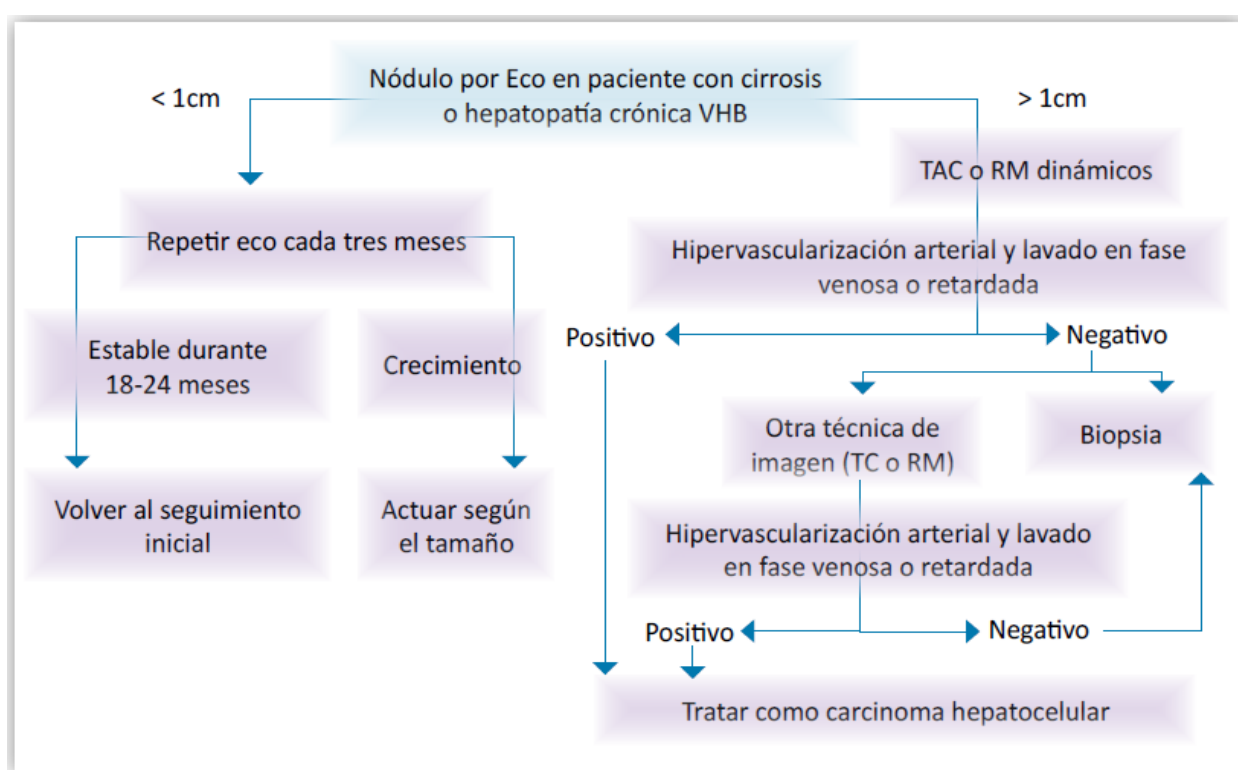 Nódulo por Eco en paciente con cirrosis
o hepatopatía crónica VHB
< 1cm
> 1cm
TAC o RM dinámicos
Repetir eco cada tres meses
Hipervascularización arterial y lavado en fase
venosa o retardada
Estable durante
18-24 meses
Crecimiento
Positivo
Negativo
Otra técnica de
imagen (TC o RM)
Biopsia
Volver al seguimiento
inicial
Actuar según
el tamaño
Hipervascularización arterial y lavado
en fase venosa o retardada
Positivo
Negativo
Tratar como carcinoma hepatocelular